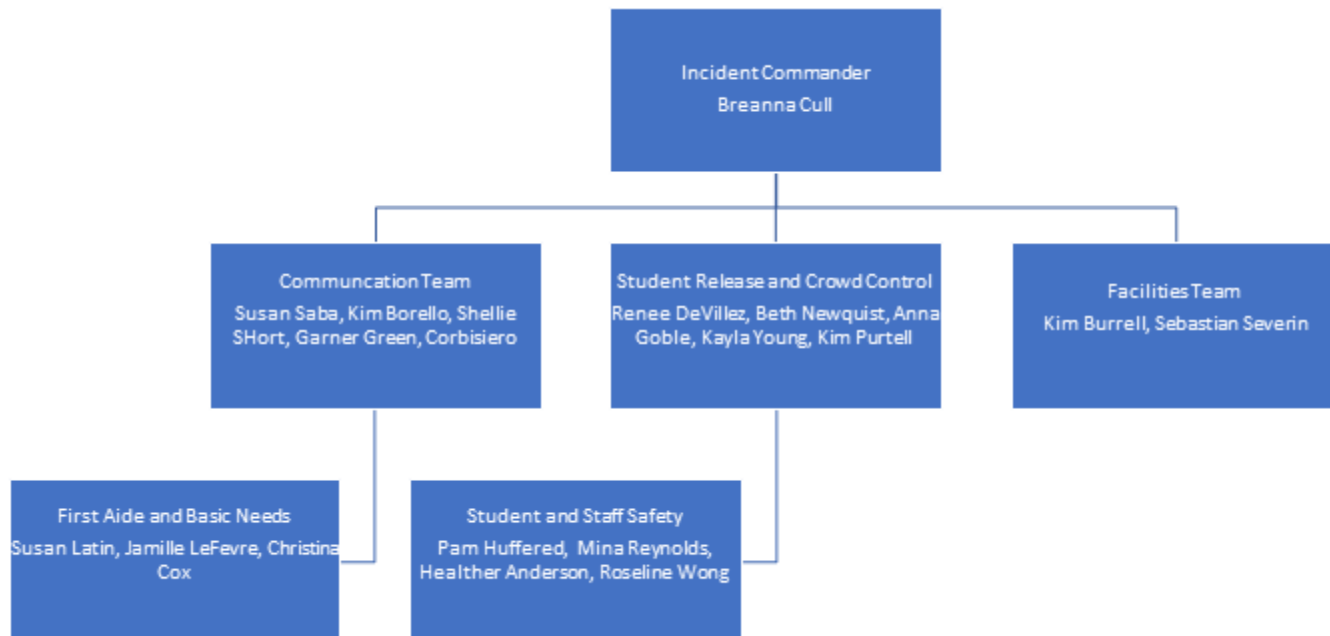 Incident Commander
Breanna Cull
Communcation Team
Susan Saba, Kim Borello, Shellie
SHort, Garner Green, Corbisiero
Student Release and Crowd Control
Renee DeVillez, Beth Newquist, Anna
Goble, Kayla Young, Kim Purtell
Facilities Team
Kim Burrell, Sebastian Severin
First Aide and Basic Needs
Susan Latin, Jamille LeFevre, Christina
Cox
Student and Staff Safety
Pam Huffered, Mina Reynolds,
Healther Anderson, Roseline Wong